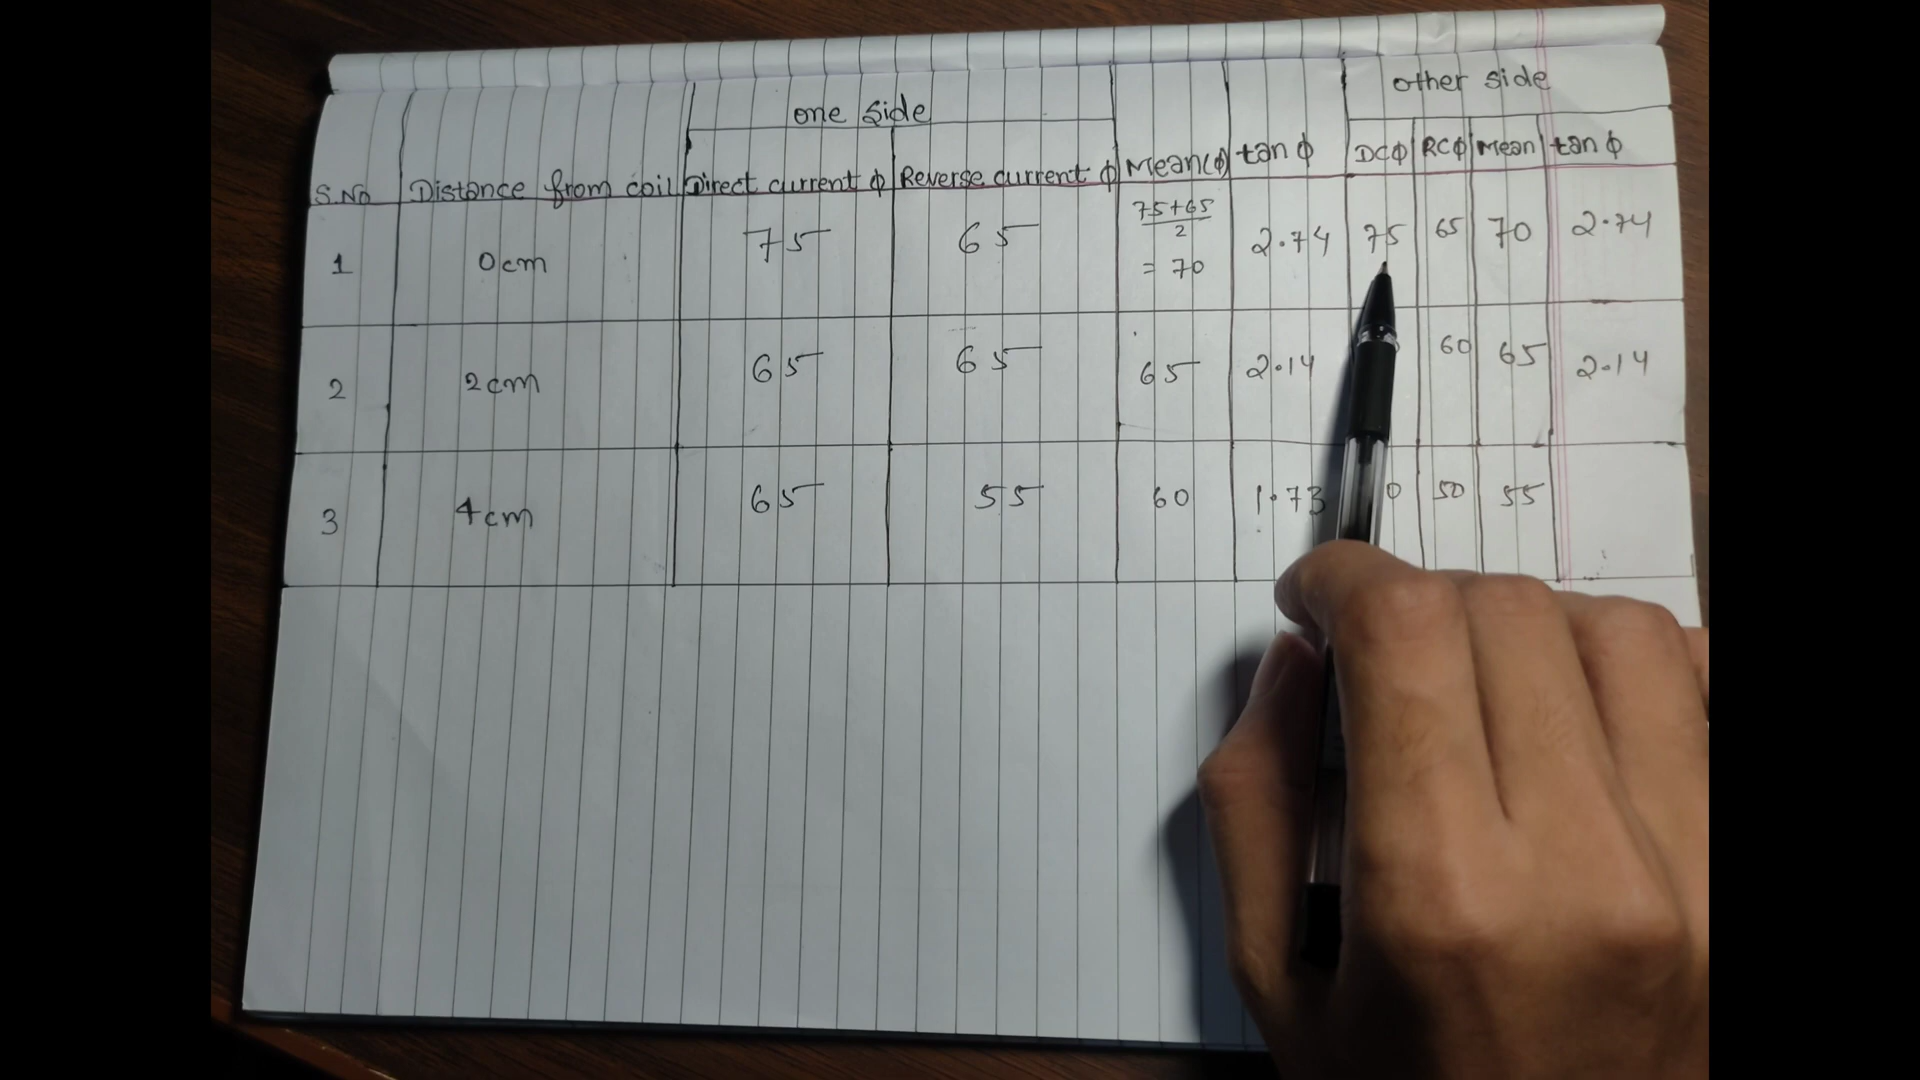 one side
other side
S.No Distance from coil Direct current ϕ Reverse current ϕ Mean(ϕ) tan ϕ DCϕ RCϕ Mean tan ϕ
1 0cm 75 65 75+65/2 = 70 2.74 75 65 70 2.74
2 2cm 65 65 65 2.14 60 65 2.14
3 4cm 65 55 60 1.73 50 55